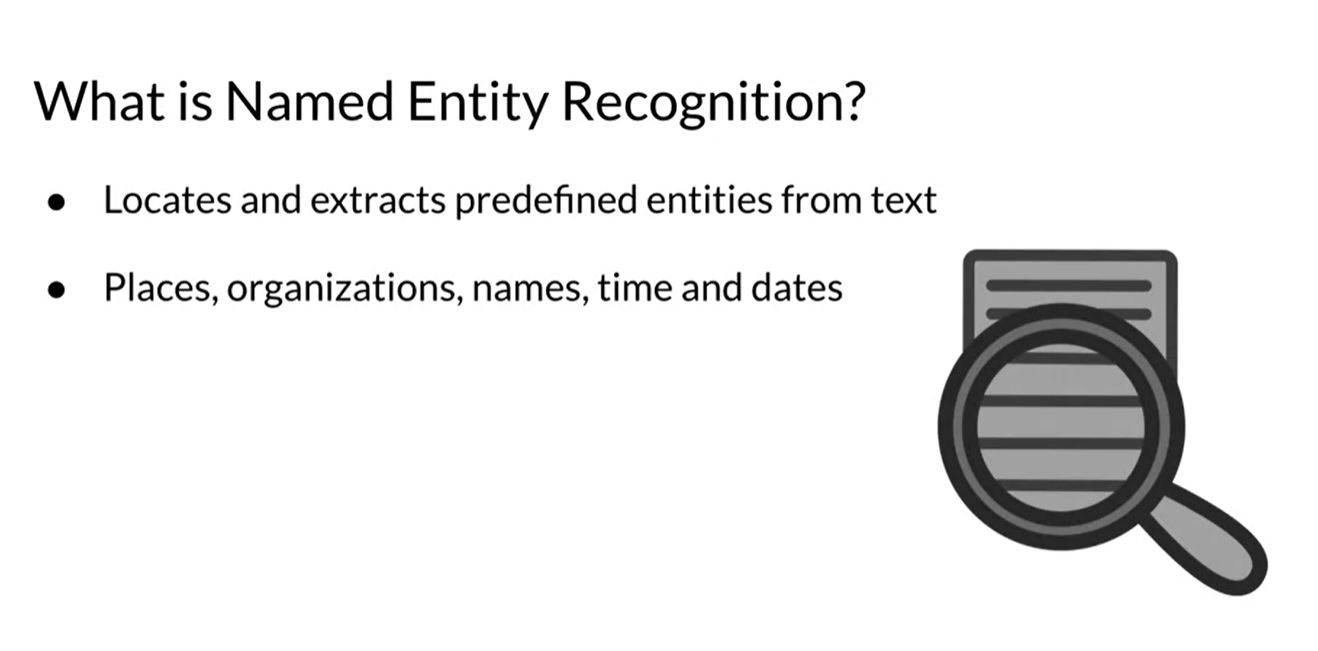 What is Named Entity Recognition?
● Locates and extracts predefined entities from text
● Places, organizations, names, time and dates